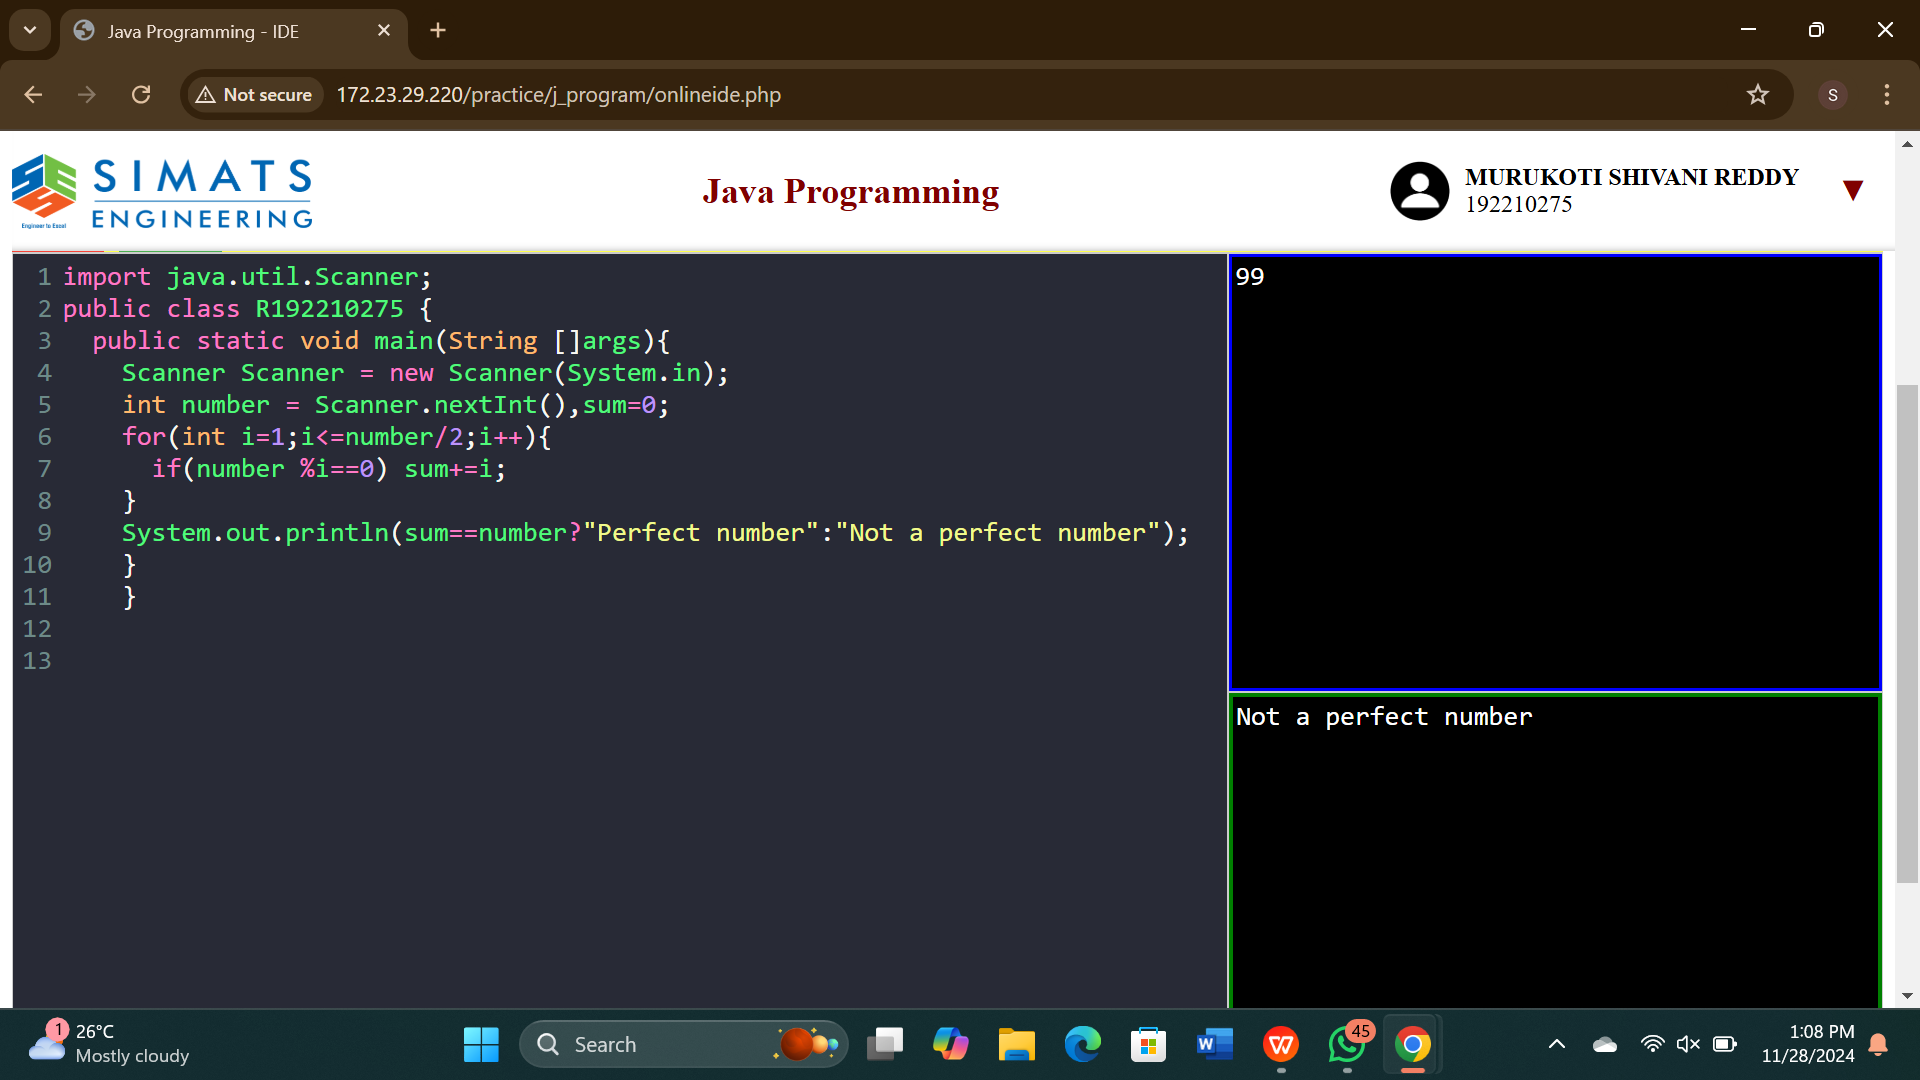 Java Programming - IDE
Not secure
172.23.29.220/practice/j_program/onlineide.php
S
SIMATS
ENGINEERING
Engineer to Excel
Java Programming
MURUKOTI SHIVANI REDDY
192210275
1 import java.util.Scanner;
2 public class R192210275 {
3 public static void main(String []args){
4 Scanner Scanner = new Scanner(System.in);
5 int number = Scanner.nextInt(),sum=0;
6 for(int i=1;i<=number/2;i++){
7 if(number %i==0) sum+=i;
8 }
9 System.out.println(sum==number?"Perfect number":"Not a perfect number");
10 }
11 }
12
13
99
Not a perfect number
1
26°C
Mostly cloudy
Search
W
45
1:08 PM
11/28/2024